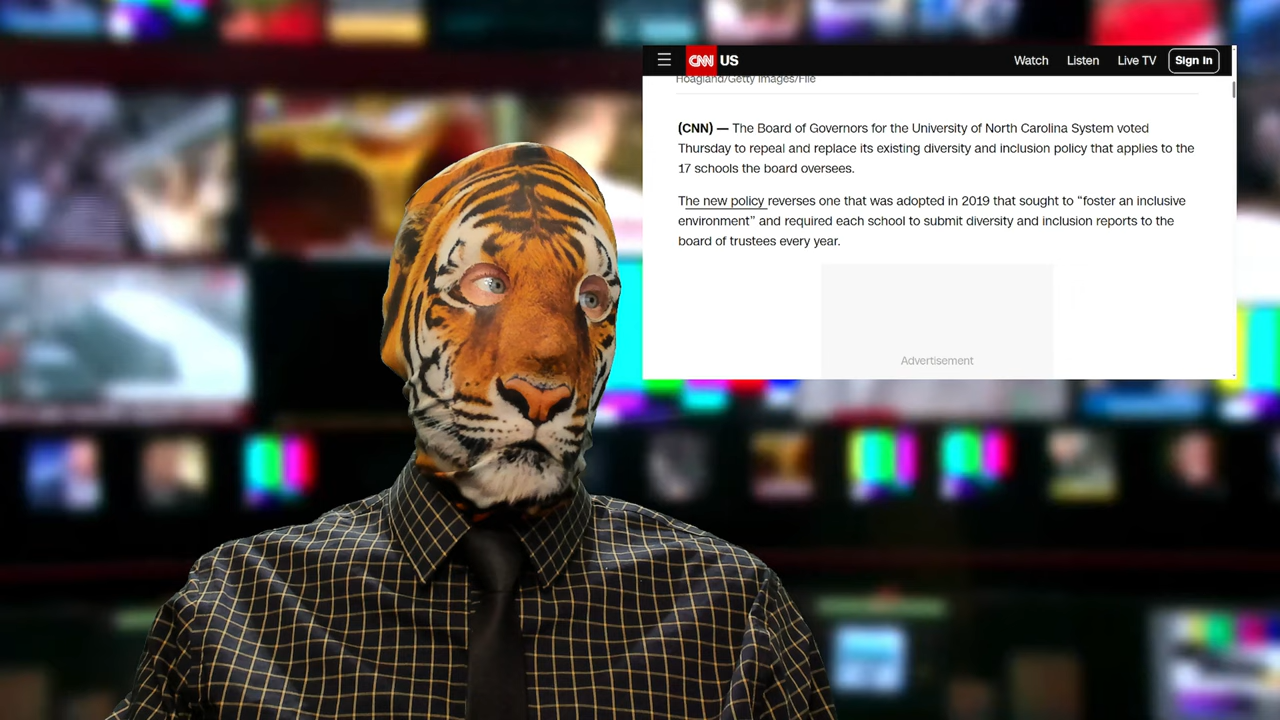 CNN US
Watch Listen Live TV Sign In
Hoagland/Getty Images/File
(CNN) — The Board of Governors for the University of North Carolina System voted
Thursday to repeal and replace its existing diversity and inclusion policy that applies to the
17 schools the board oversees.
The new policy reverses one that was adopted in 2019 that sought to “foster an inclusive
environment” and required each school to submit diversity and inclusion reports to the
board of trustees every year.
Advertisement